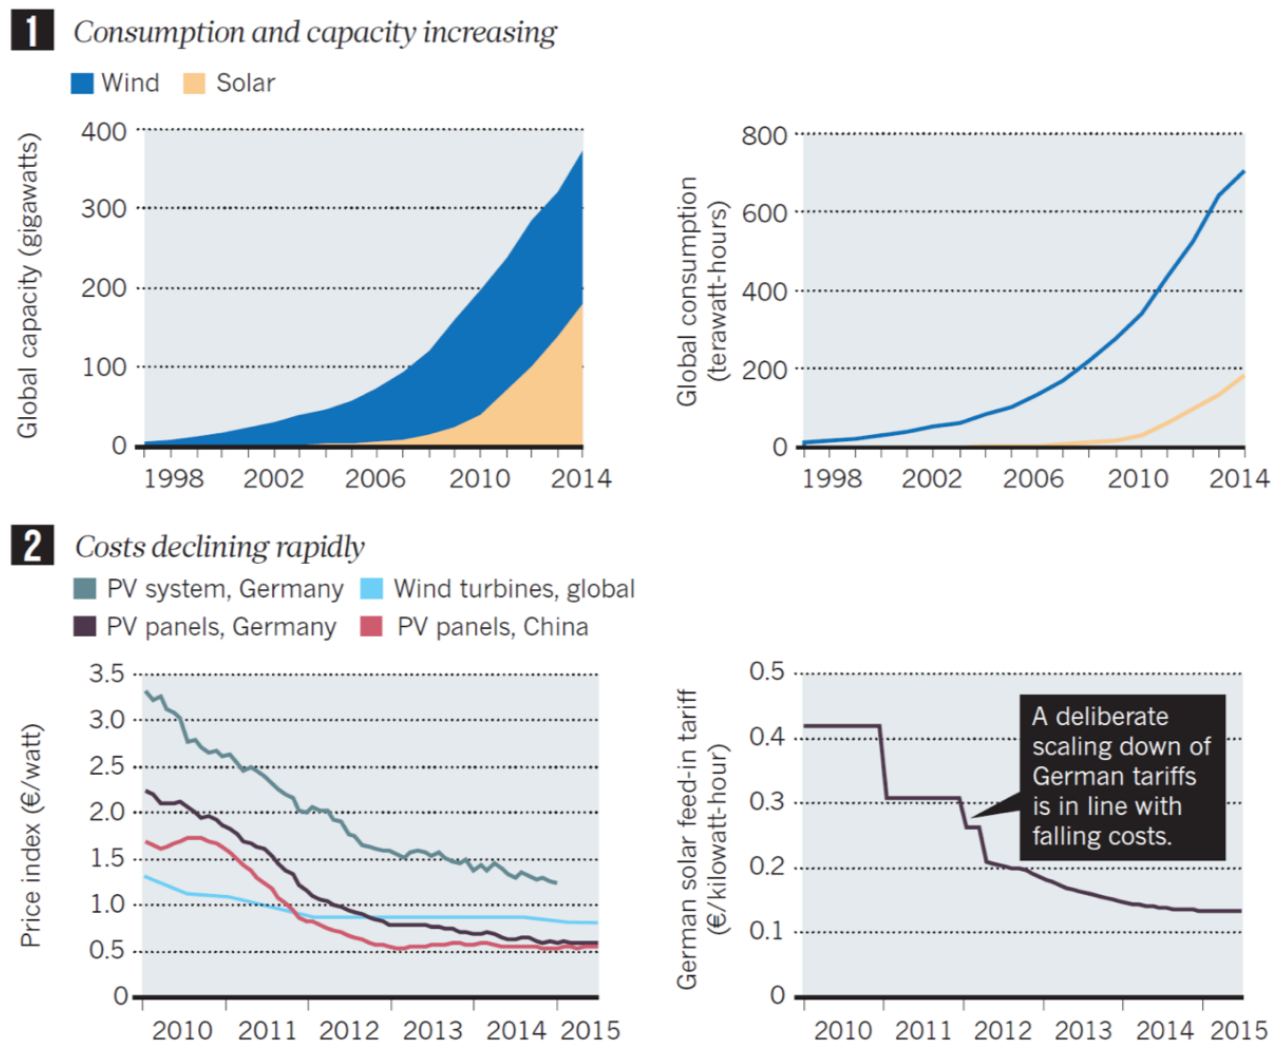 1 Consumption and capacity increasing
Wind Solar
Global capacity (gigawatts)
400
300
200
100
0
1998 2002 2006 2010 2014
Global consumption
(terawatt-hours)
800
600
400
200
0
1998 2002 2006 2010 2014
2 Costs declining rapidly
PV system, Germany Wind turbines, global
PV panels, Germany PV panels, China
Price index (€/watt)
3.5
3.0
2.5
2.0
1.5
1.0
0.5
0
2010 2011 2012 2013 2014 2015
German solar feed-in tariff
(€/kilowatt-hour)
0.5
0.4
0.3
0.2
0.1
0
A deliberate
scaling down of
German tariffs
is in line with
falling costs.
2010 2011 2012 2013 2014 2015